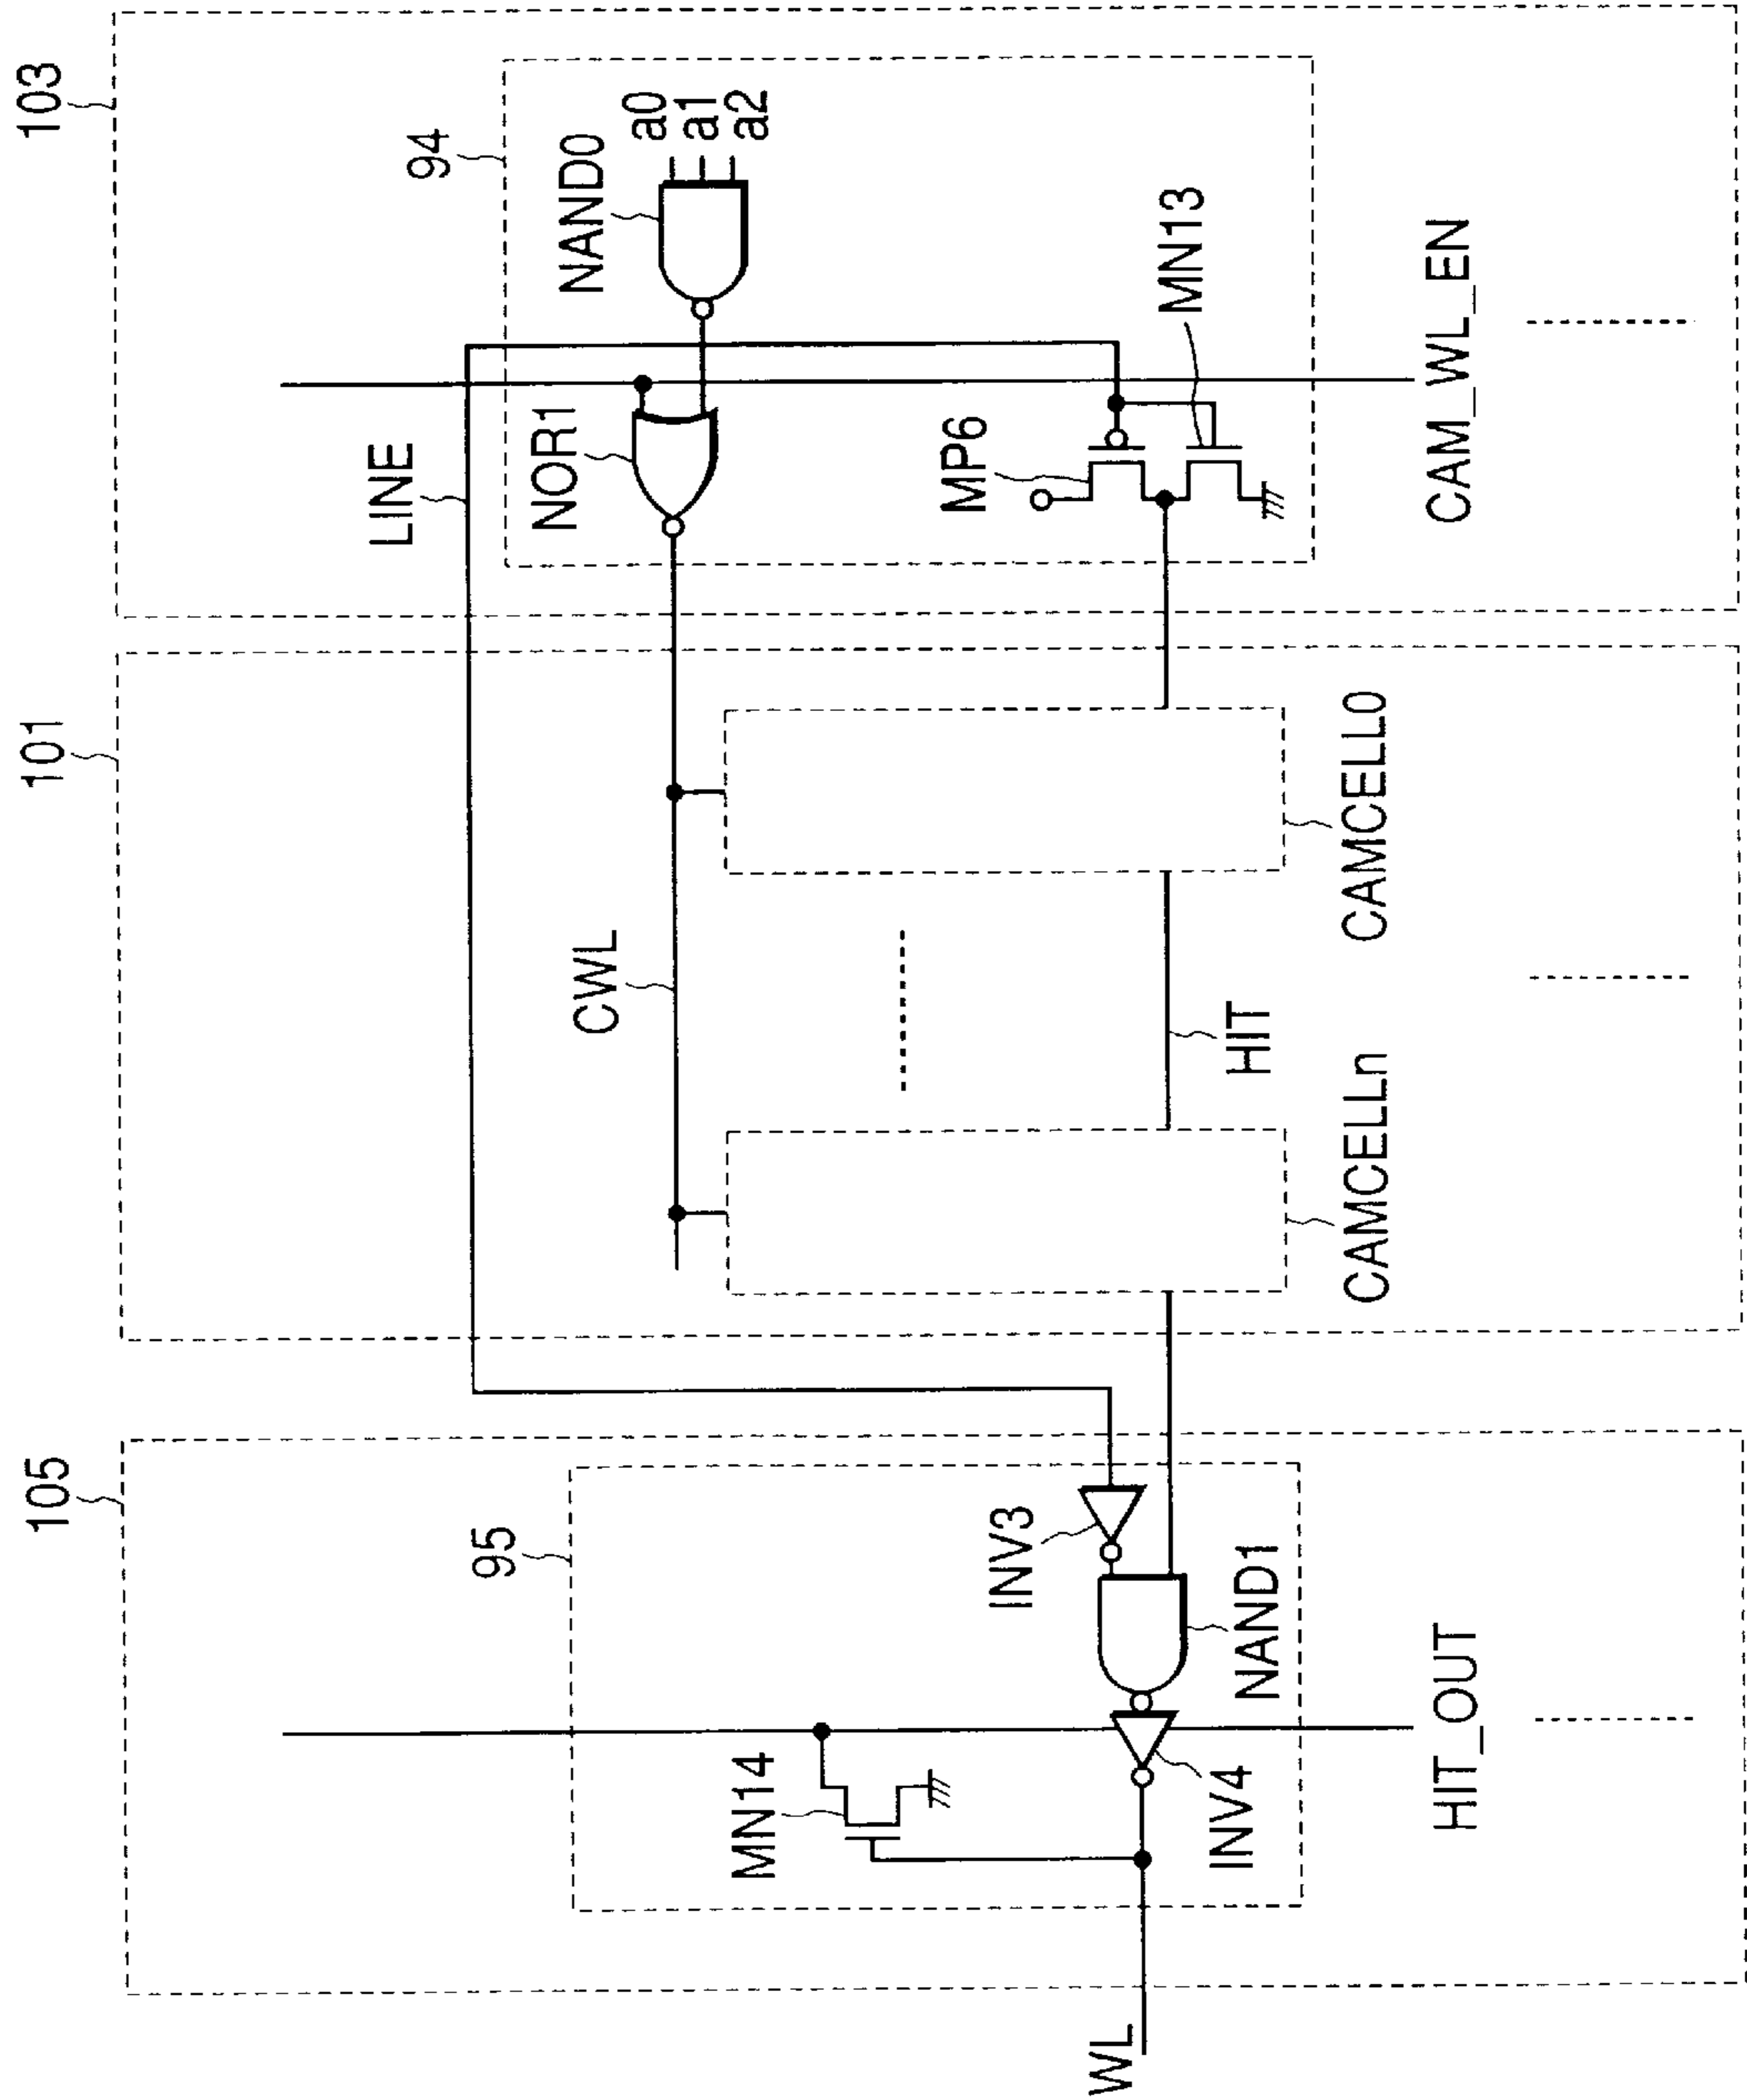 103
101
105
94
95
LINE
NAND0
a0
a1
a2
NOR1
MP6
MN13
CAM_WL_EN
CWL
HIT
CAMCELL0
CAMCELLn
INV3
NAND1
MN14
INV4
HIT_OUT
WL